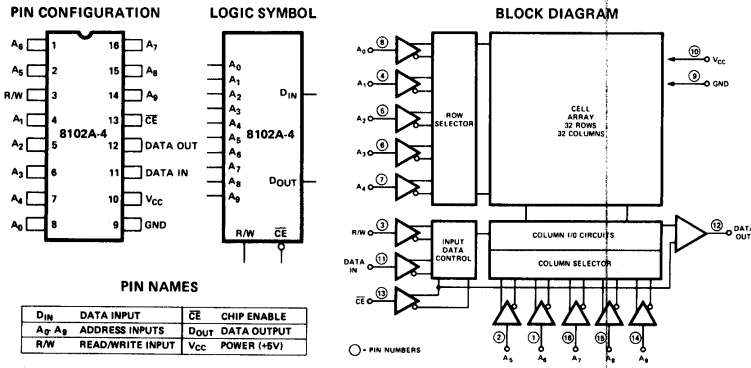 PIN CONFIGURATION
A6 1 16 A7
A5 2 15 A8
R/W 3 14 A9
A1 4 13 CE
8102A-4
A2 5 12 DATA OUT
A3 6 11 DATA IN
A4 7 10 VCC
A0 8 9 GND
LOGIC SYMBOL
A0
A1
A2 DIN
A3
A4
8102A-4
A5
A6
A7
A8 DOUT
A9
R/W CE
PIN NAMES
DIN DATA INPUT CE CHIP ENABLE
A0-A9 ADDRESS INPUTS DOUT DATA OUTPUT
R/W READ/WRITE INPUT VCC POWER (+5V)
BLOCK DIAGRAM
A0 8
A1 4
A2 5
A3 6
A4 7
ROW
SELECTOR
CELL
ARRAY
32 ROWS
32 COLUMNS
10 VCC
9 GND
R/W 3
DATA
IN 11
CE 13
INPUT
DATA
CONTROL
COLUMN I/O CIRCUITS
COLUMN SELECTOR
12 DATA
OUT
2 1 16 15 14
A5 A6 A7 A8 A9
- PIN NUMBERS